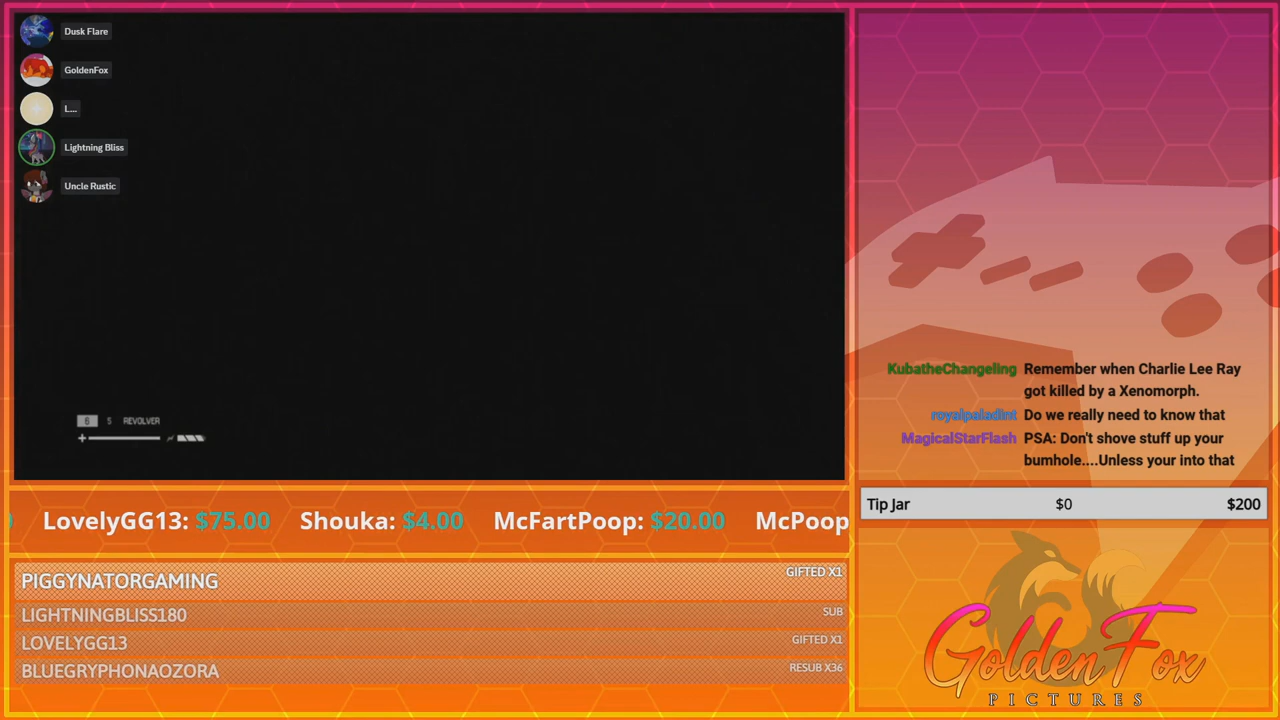 Dusk Flare
GoldenFox
L...
Lightning Bliss
Uncle Rustic
6 5 REVOLVER
KubatheChangeling Remember when Charlie Lee Ray
got killed by a Xenomorph.
royalpaladint Do we really need to know that
MagicalStarFlash PSA: Don't shove stuff up your
bumhole....Unless your into that
Tip Jar $0 $200
LovelyGG13: $75.00 Shouka: $4.00 McFartPoop: $20.00 McPoop
PIGGYNATORGAMING GIFTED X1
LIGHTNINGBLISS180 SUB
LOVELYGG13 GIFTED X1
BLUEGRYPHONAOZORA RESUB X36
GoldenFox
PICTURES